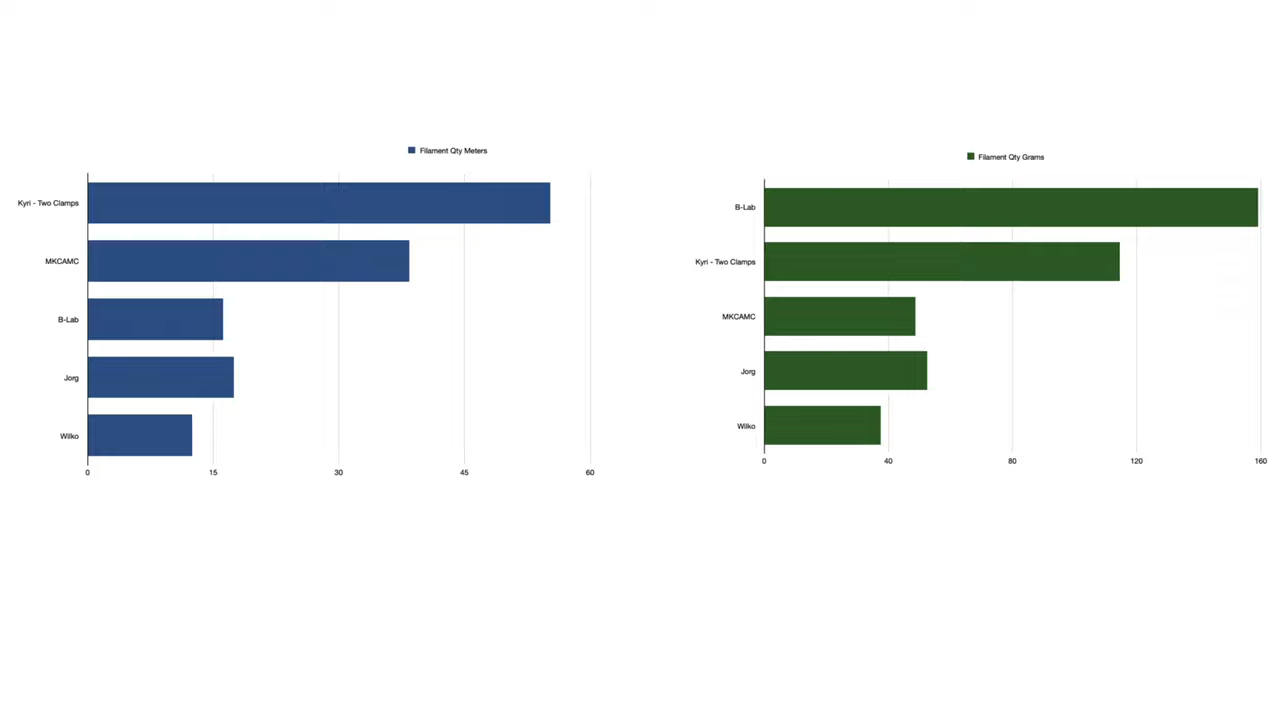 Filament Qty Meters
Kyri - Two Clamps
MKCAMC
B-Lab
Jorg
Wilko
0 15 30 45 60
Filament Qty Grams
B-Lab
Kyri - Two Clamps
MKCAMC
Jorg
Wilko
0 40 80 120 160